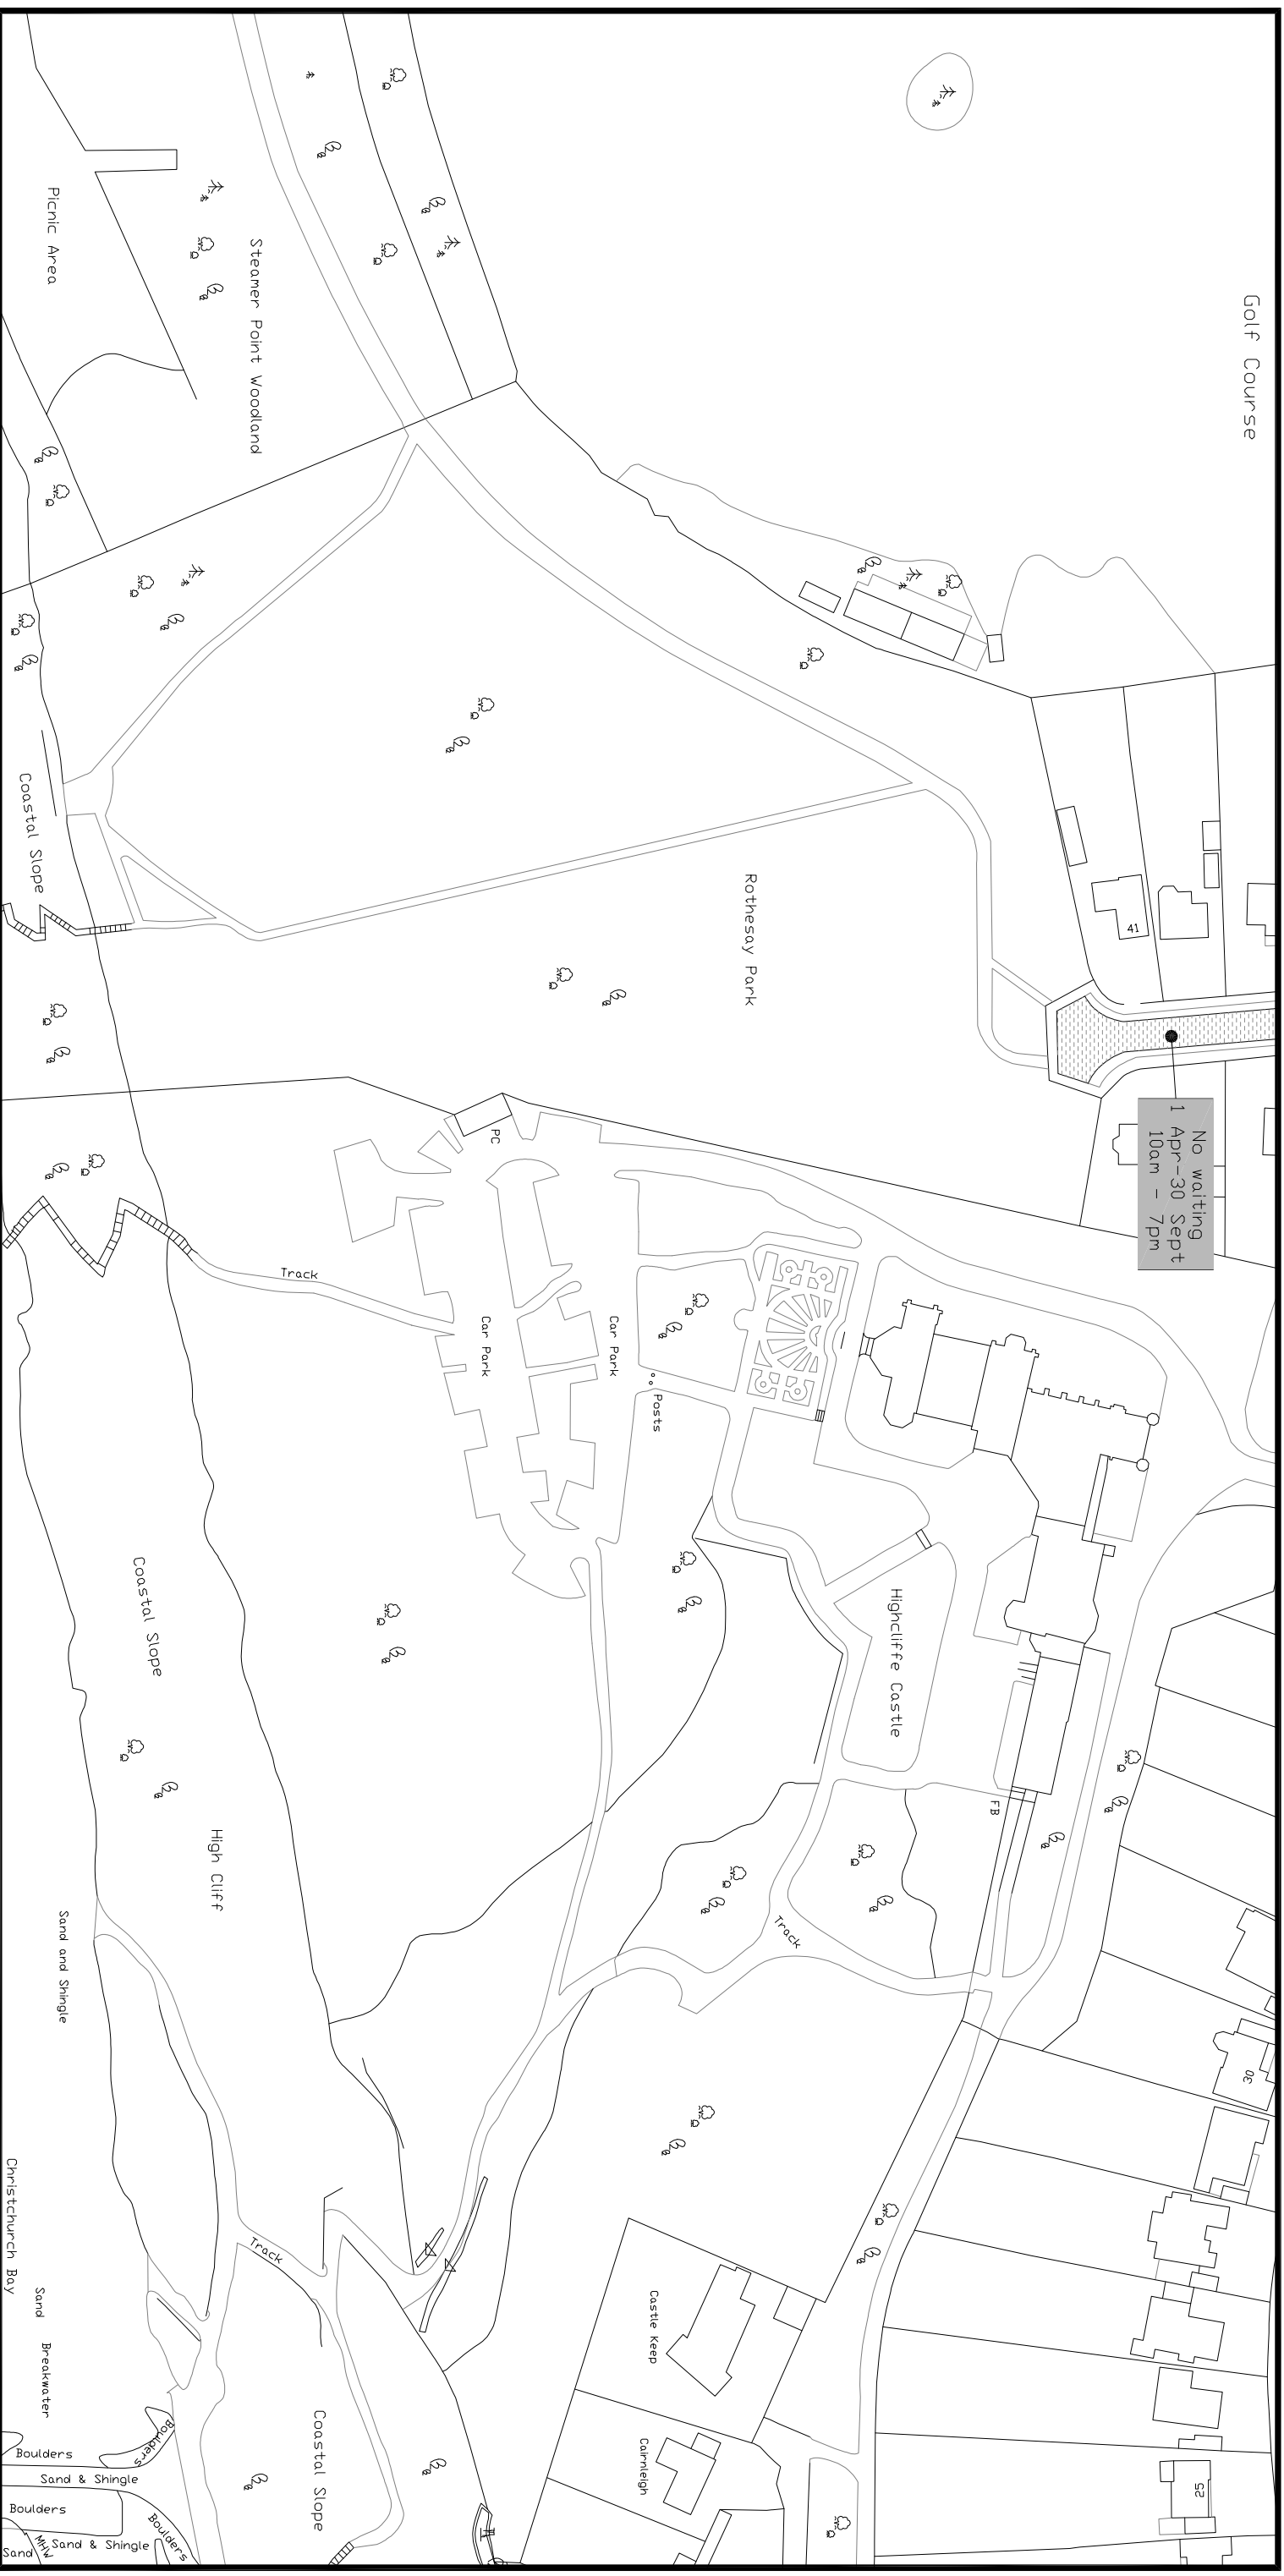 Golf Course
Picnic Area
Steamer Point Woodland
Coastal Slope
Rothesay Park
41
No waiting
1 Apr-30 Sept
10am - 7pm
PC
Track
Car Park
Car Park
Posts
Highcliffe Castle
Coastal Slope
High Cliff
FB
Track
Sand and Shingle
30
Track
Christchurch Bay
Sand
Breakwater
Castle Keep
Cairnleigh
25
Coastal Slope
Boulders
Boulders
Sand & Shingle
Boulders
Boulders
Sand & Shingle
MHW
Sand